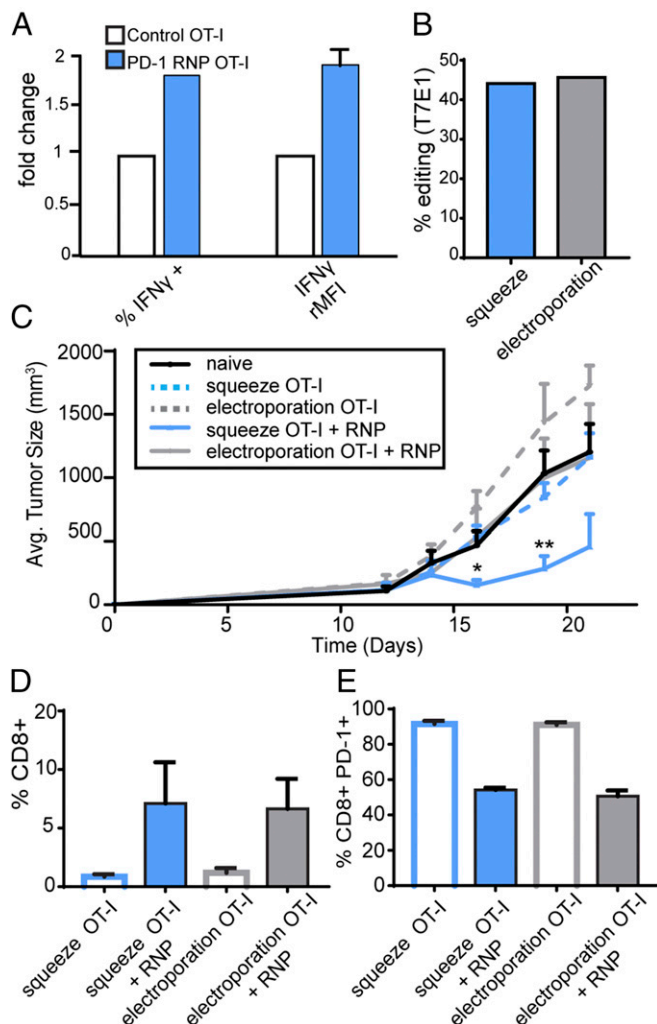 A
Control OT-I
PD-1 RNP OT-I
fold change
2
1.5
1
0.5
0
% IFNγ +
IFNγ
rMFI
B
% editing (T7E1)
50
40
30
20
10
0
squeeze
electroporation
C
Avg. Tumor Size (mm³)
2000
1500
1000
500
0
naive
squeeze OT-I
electroporation OT-I
squeeze OT-I + RNP
electroporation OT-I + RNP
*
**
0 5 10 15 20
Time (Days)
D
% CD8+
20
10
5
0
squeeze OT-I
squeeze OT-I
+ RNP
electroporation OT-I
electroporation OT-I
+ RNP
E
% CD8+ PD-1+
100
80
60
40
20
0
squeeze OT-I
squeeze OT-I
+ RNP
electroporation OT-I
electroporation OT-I
+ RNP